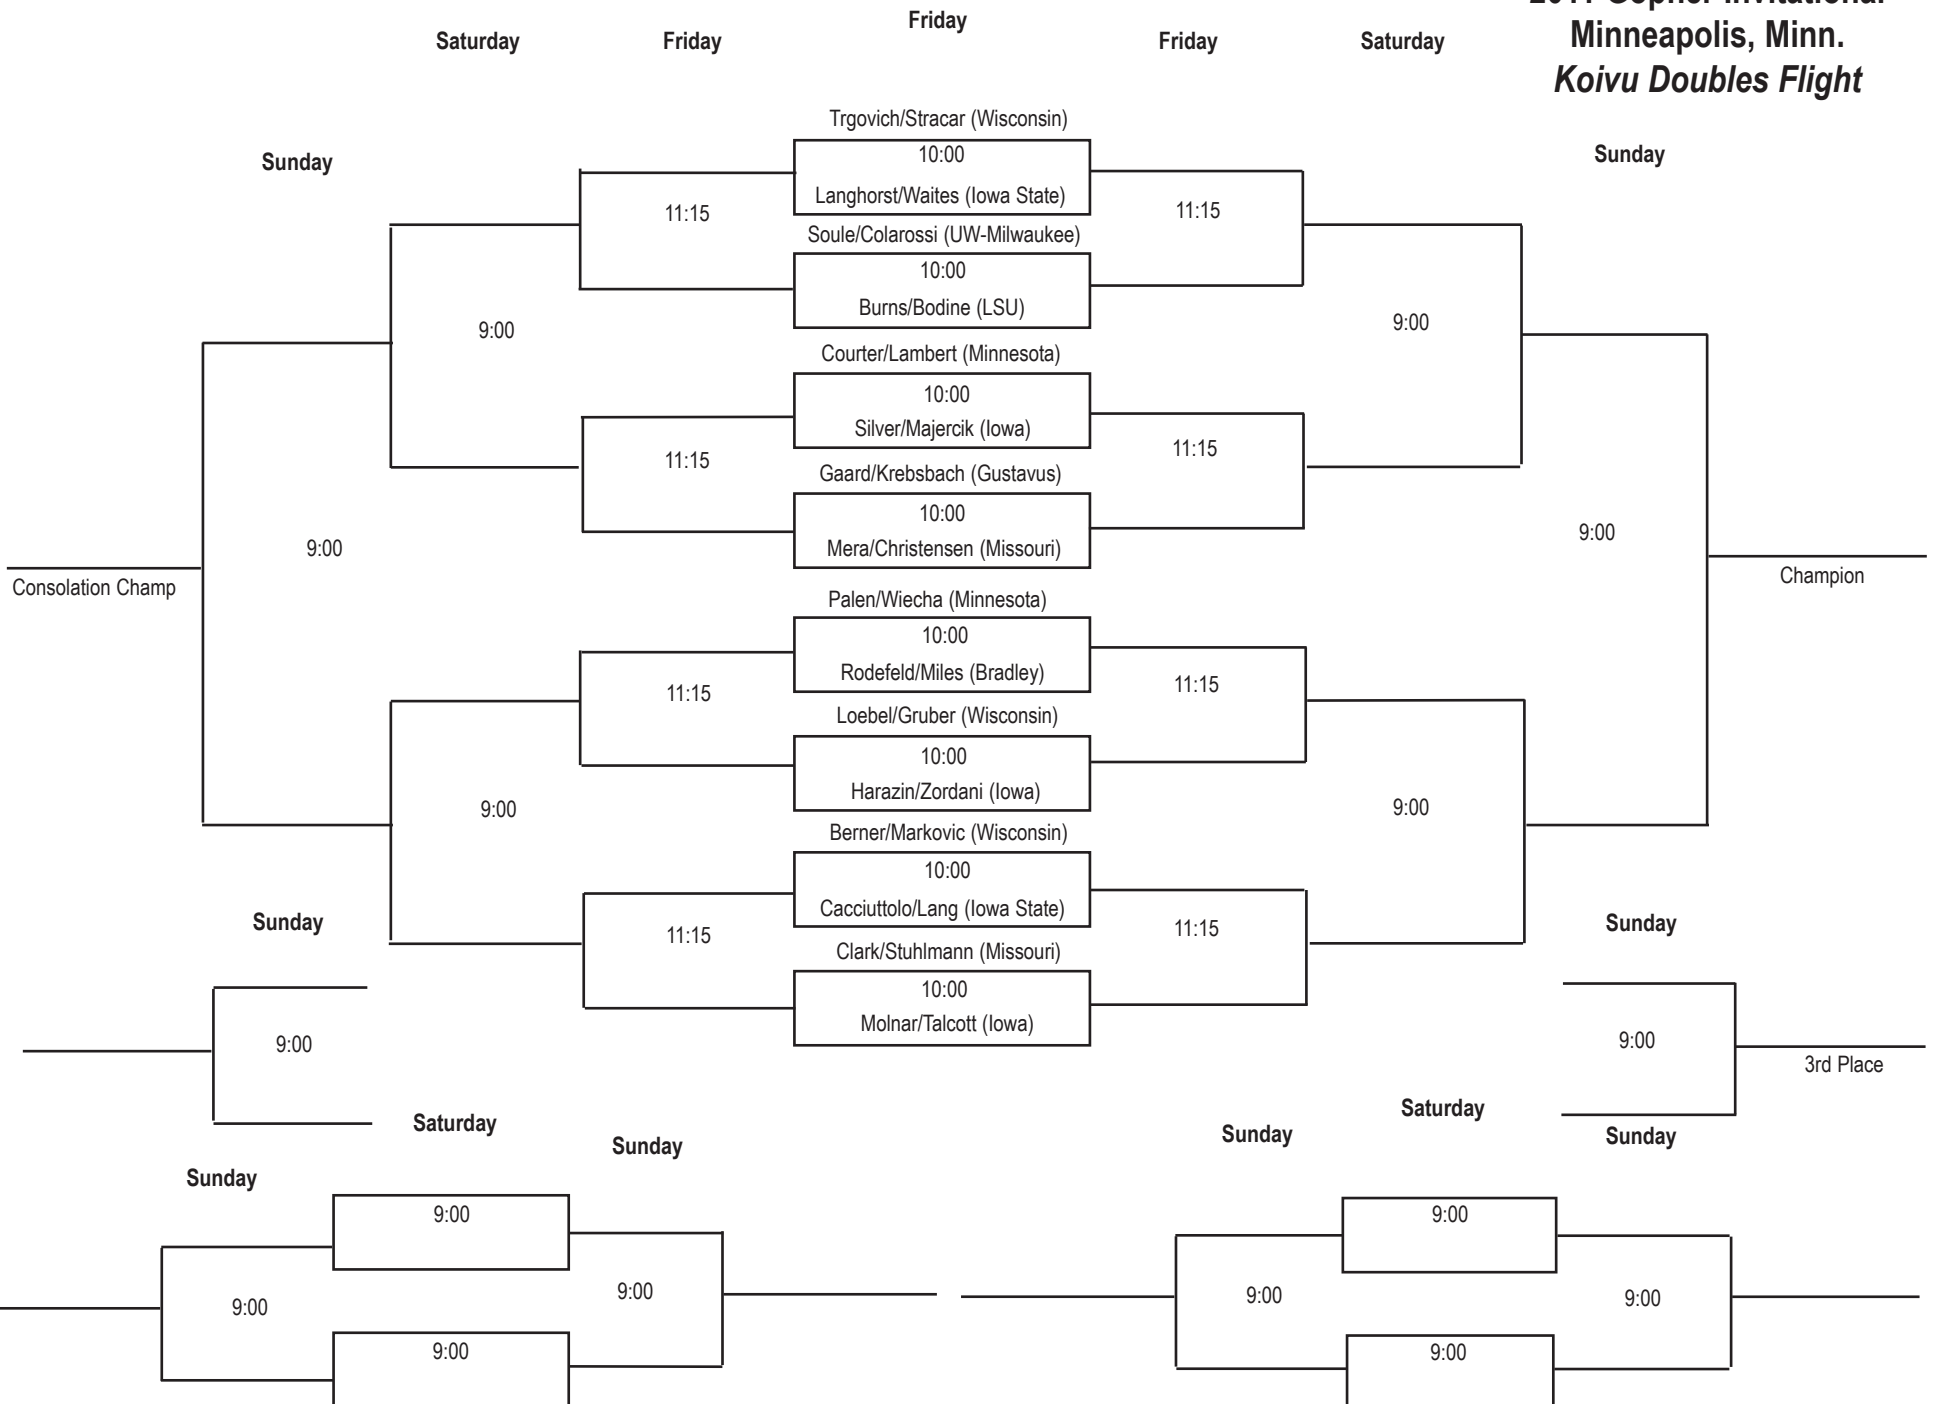 Friday
Saturday
Friday
Friday
Saturday
Minneapolis, Minn.
Koivu Doubles Flight
Sunday
Sunday
Trgovich/Stracar (Wisconsin)
10:00
Langhorst/Waites (Iowa State)
11:15
11:15
Soule/Colarossi (UW-Milwaukee)
10:00
Burns/Bodine (LSU)
9:00
9:00
Courter/Lambert (Minnesota)
10:00
Silver/Majercik (Iowa)
11:15
11:15
Gaard/Krebsbach (Gustavus)
10:00
Mera/Christensen (Missouri)
9:00
9:00
Consolation Champ
Champion
Palen/Wiecha (Minnesota)
10:00
Rodefeld/Miles (Bradley)
11:15
11:15
Loebel/Gruber (Wisconsin)
10:00
Harazin/Zordani (Iowa)
9:00
9:00
Berner/Markovic (Wisconsin)
10:00
Cacciuttolo/Lang (Iowa State)
11:15
11:15
Clark/Stuhlmann (Missouri)
10:00
Molnar/Talcott (Iowa)
Sunday
Sunday
9:00
9:00
3rd Place
Saturday
Sunday
Sunday
Saturday
Sunday
Sunday
9:00
9:00
9:00
9:00
9:00
9:00
9:00
9:00